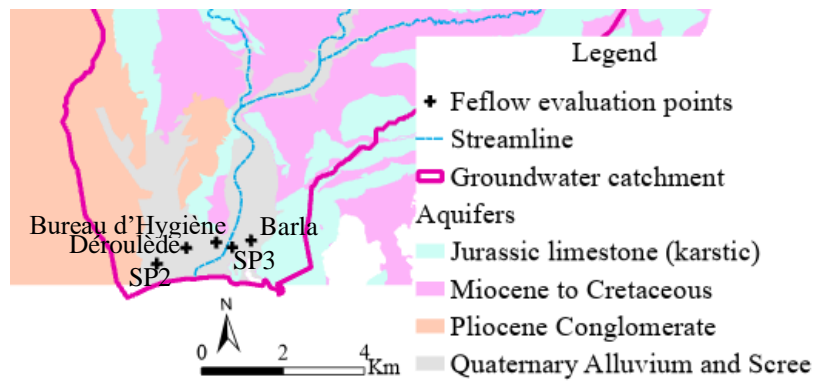 Bureau d'Hygiène
Barla
Déroulède
SP3
SP2
N
0 2 4
Km
Legend
Feflow evaluation points
Streamline
Groundwater catchment
Aquifers
Jurassic limestone (karstic)
Miocene to Cretaceous
Pliocene Conglomerate
Quaternary Alluvium and Scree